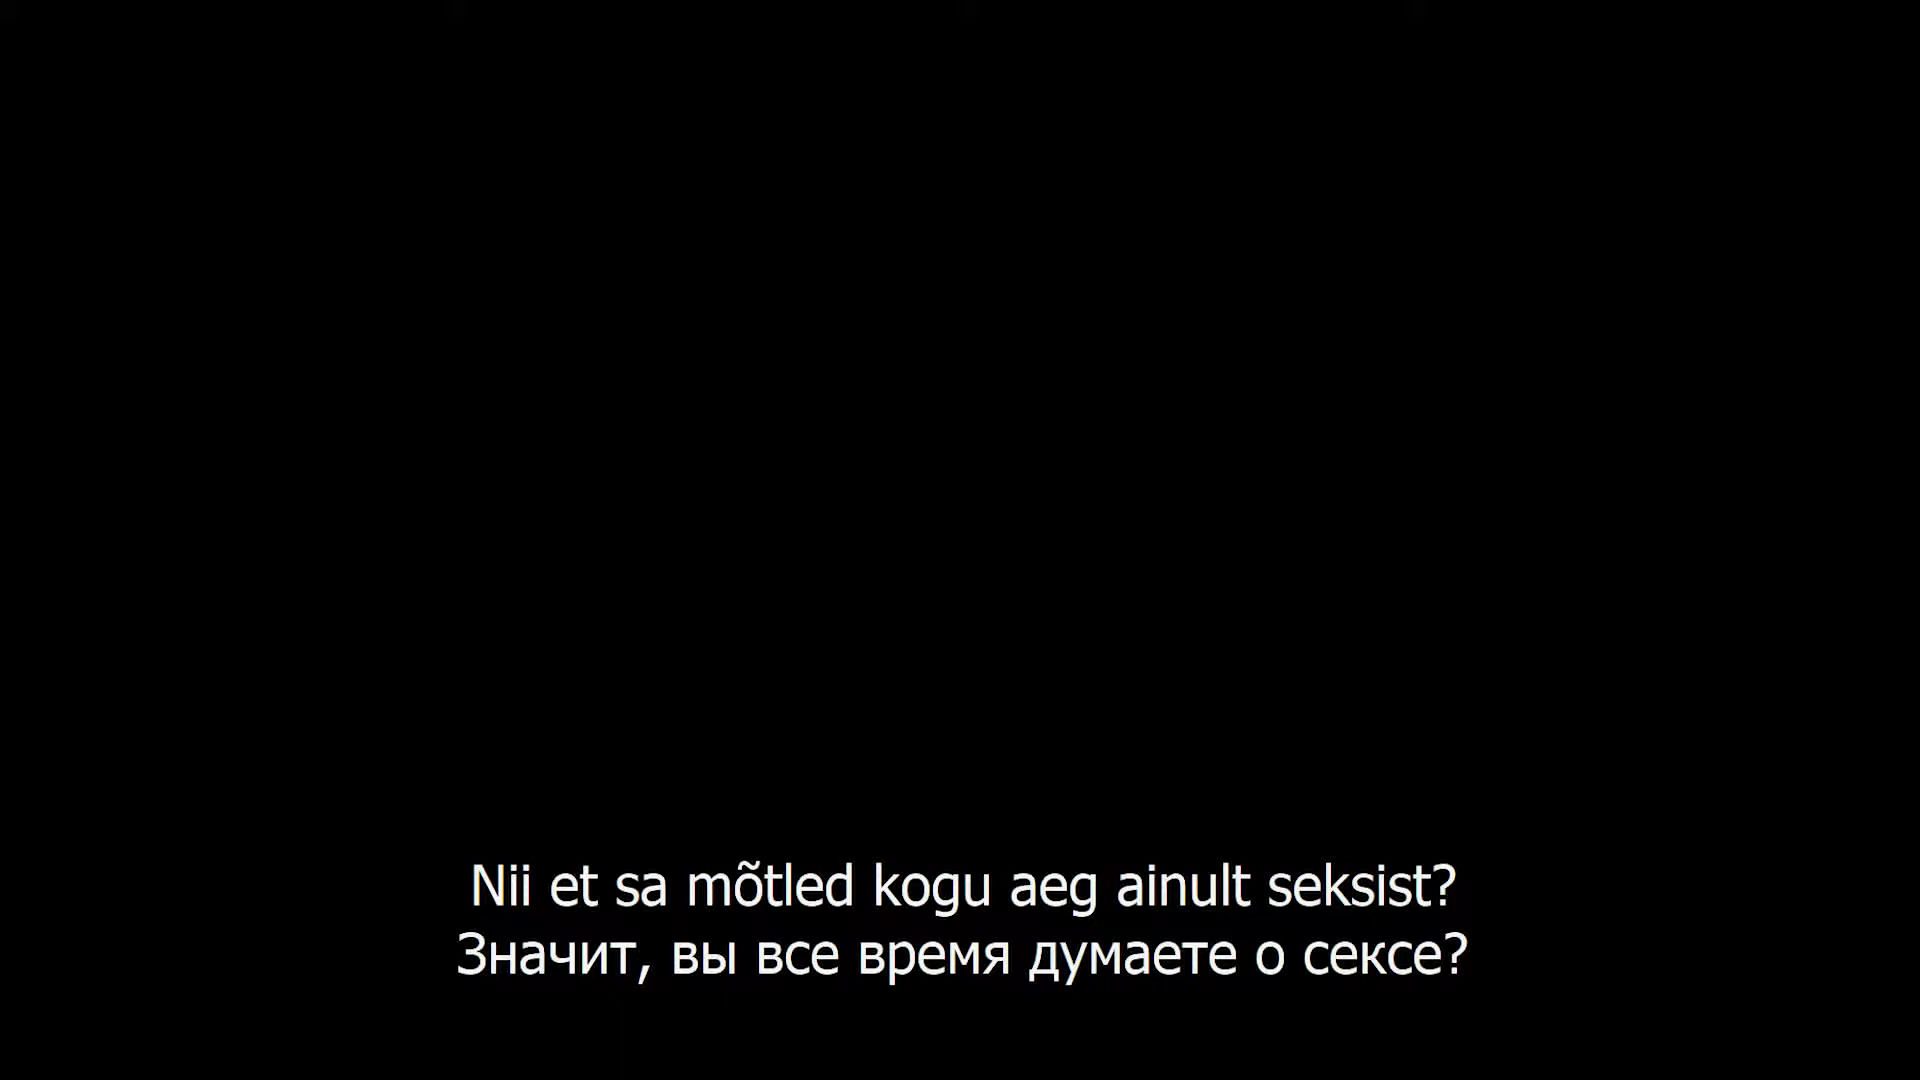 Nii et sa mõtled kogu aeg ainult seksist?
Значит, вы все время думаете о сексе?